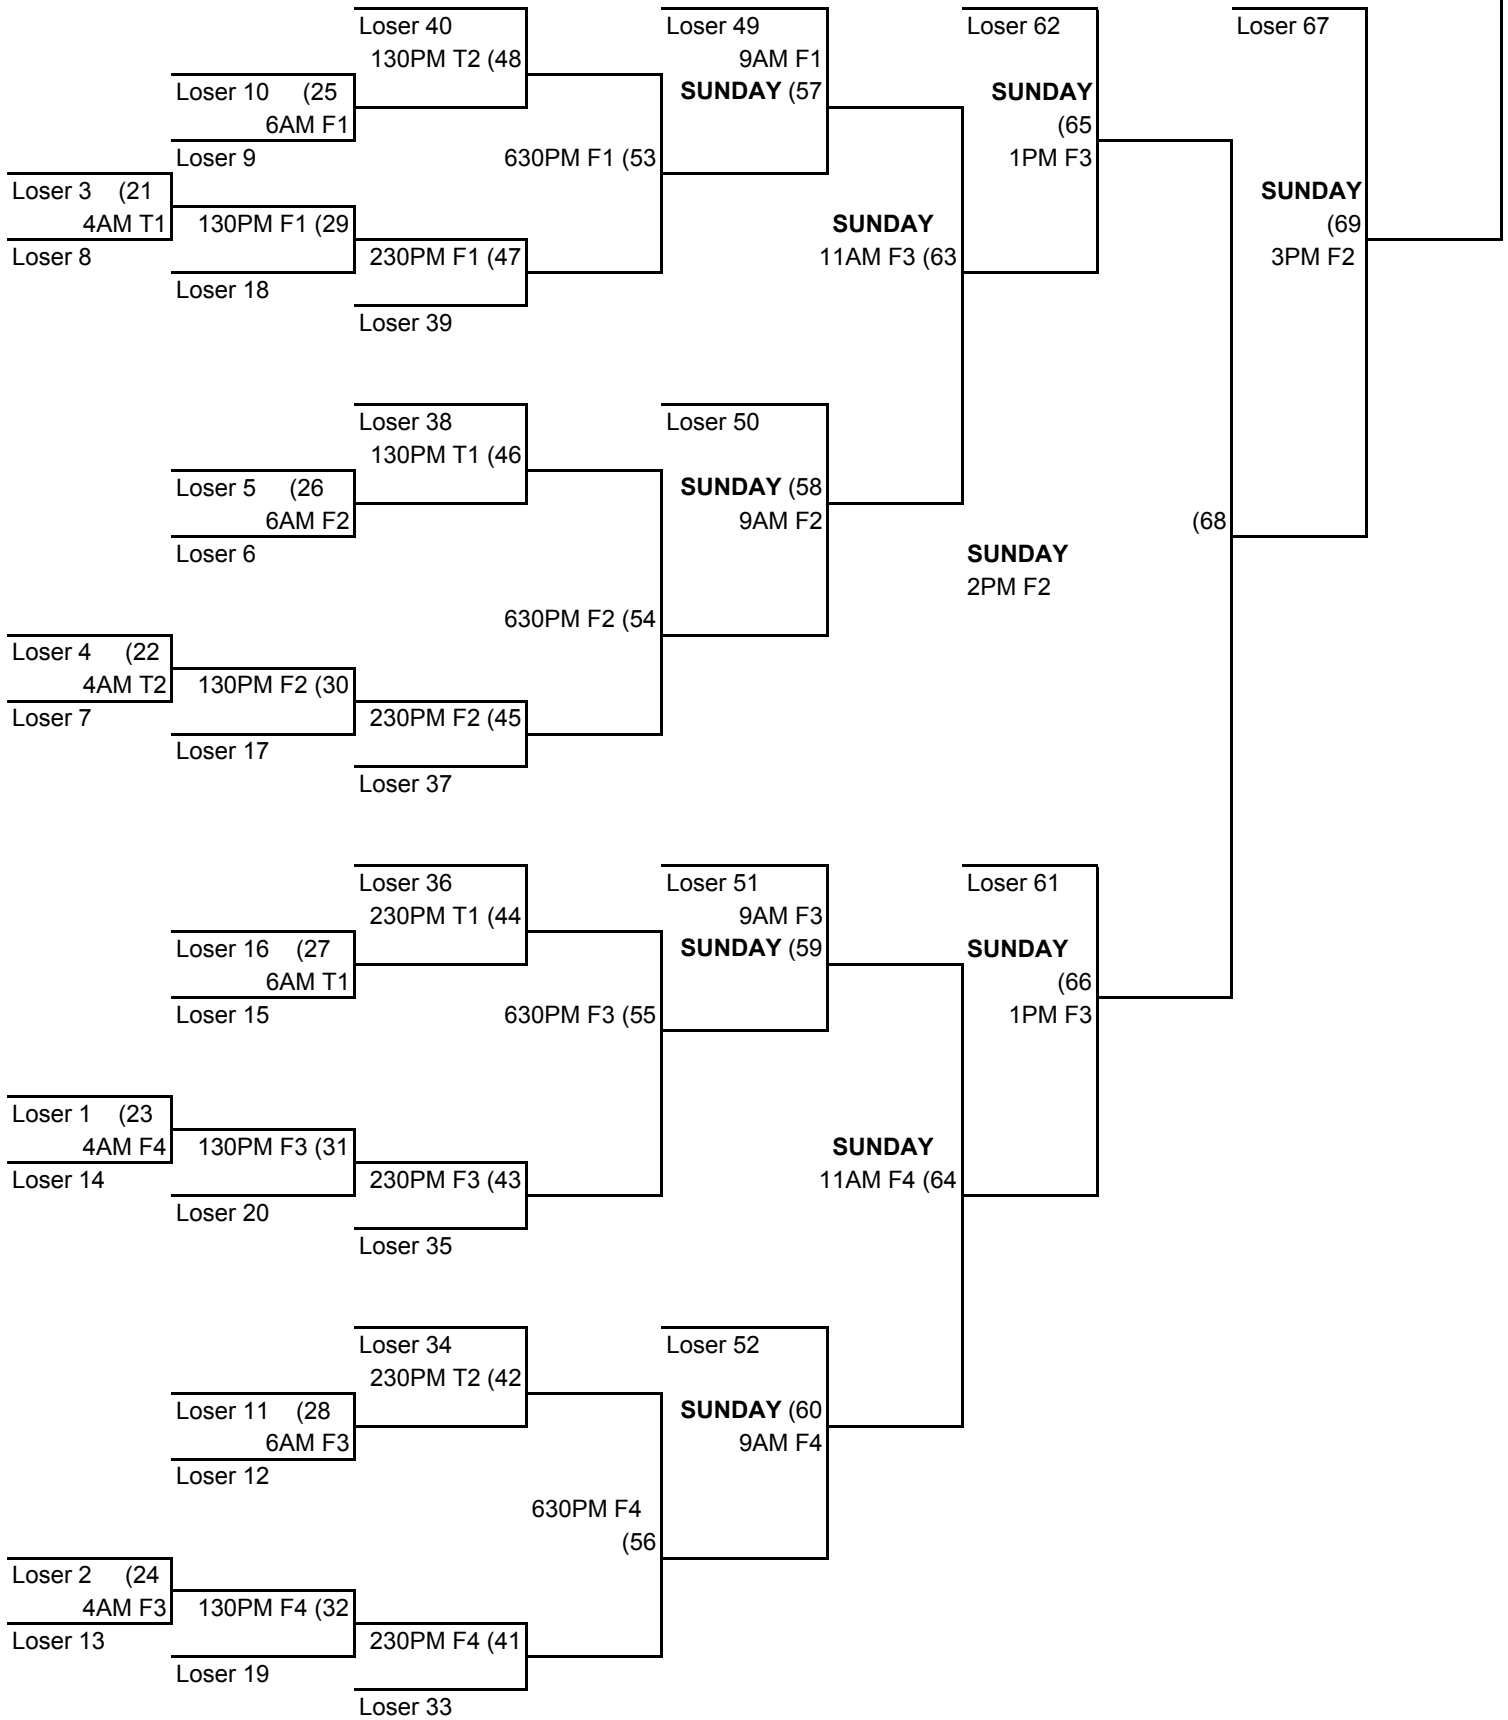 Loser 40
Loser 49
Loser 62
Loser 67
130PM T2 (48
9AM F1
Loser 10 (25
SUNDAY (57
SUNDAY
6AM F1
(65
Loser 9
630PM F1 (53
1PM F3
Loser 3 (21
SUNDAY
4AM T1
130PM F1 (29
SUNDAY
(69
Loser 8
230PM F1 (47
11AM F3 (63
3PM F2
Loser 18
Loser 39
Loser 38
Loser 50
130PM T1 (46
Loser 5 (26
SUNDAY (58
6AM F2
9AM F2
(68
Loser 6
SUNDAY
2PM F2
630PM F2 (54
Loser 4 (22
4AM T2
130PM F2 (30
Loser 7
230PM F2 (45
Loser 17
Loser 37
Loser 36
Loser 51
Loser 61
230PM T1 (44
9AM F3
Loser 16 (27
SUNDAY (59
SUNDAY
6AM T1
(66
Loser 15
630PM F3 (55
1PM F3
Loser 1 (23
4AM F4
130PM F3 (31
SUNDAY
Loser 14
230PM F3 (43
11AM F4 (64
Loser 20
Loser 35
Loser 34
Loser 52
230PM T2 (42
Loser 11 (28
SUNDAY (60
6AM F3
9AM F4
Loser 12
630PM F4
(56
Loser 2 (24
4AM F3
130PM F4 (32
Loser 13
230PM F4 (41
Loser 19
Loser 33